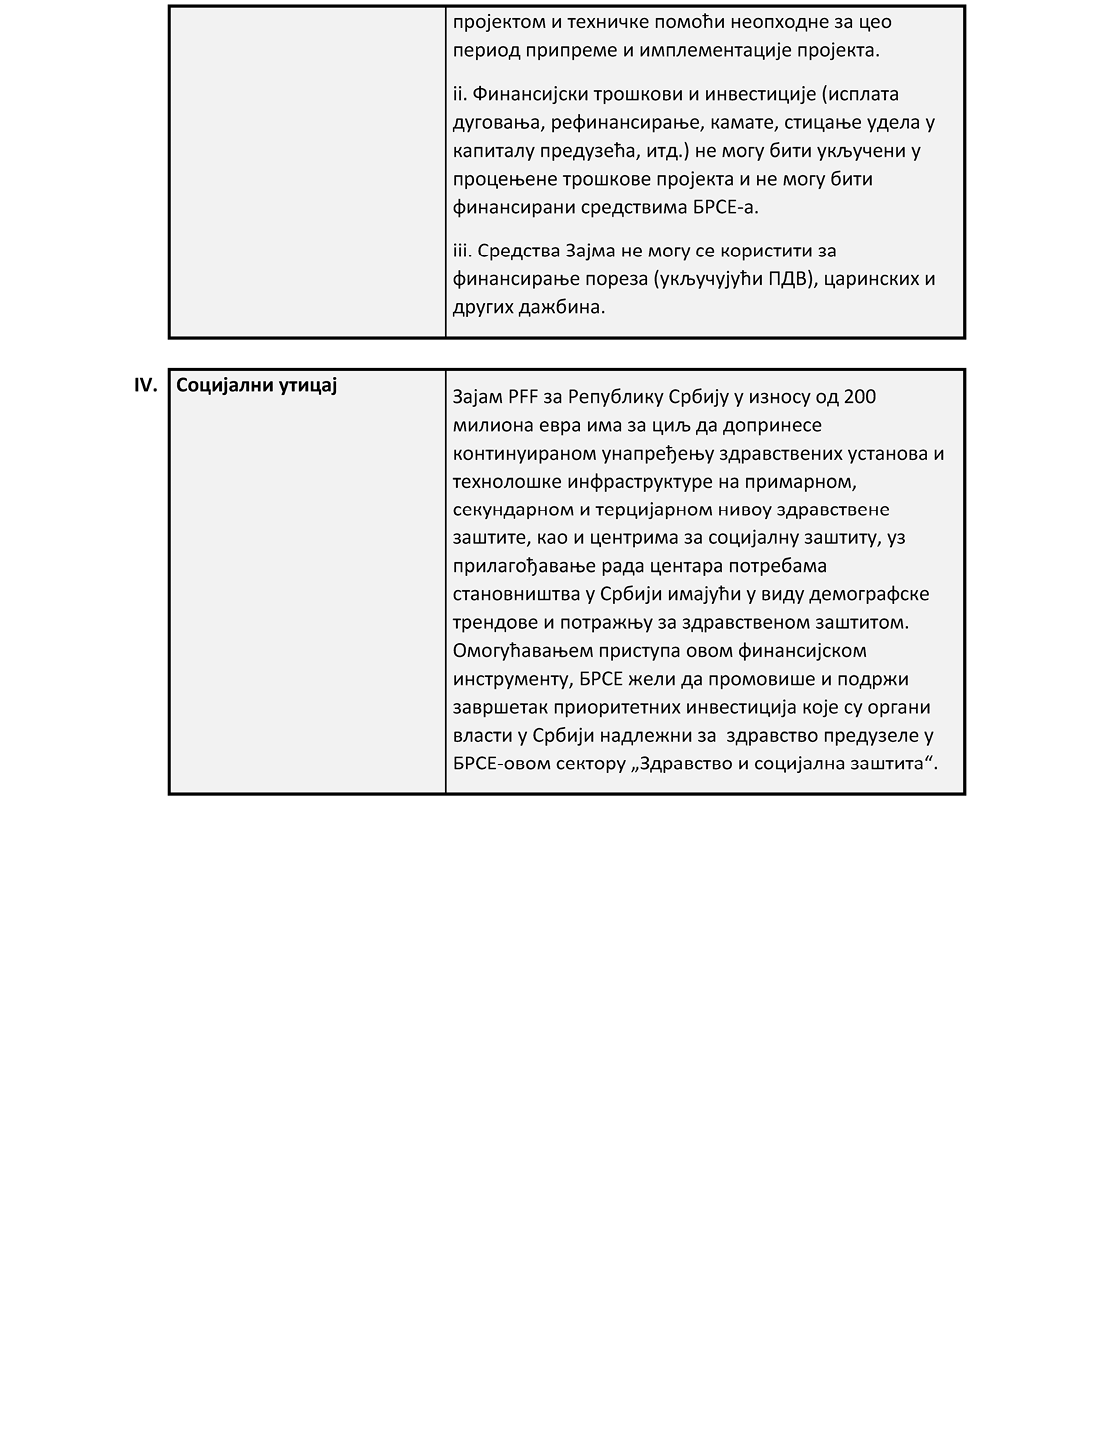 пројектом и техничке помоћи неопходне за цео
период припреме и имплементације пројекта.
ii. Финансијски трошкови и инвестиције (исплата
дуговања, рефинансирање, камате, стицање удела у
капиталу предузећа, итд.) не могу бити укључени у
процењене трошкове пројекта и не могу бити
финансирани средствима БРСЕ-а.
iii. Средства Зајма не могу се користити за
финансирање пореза (укључујући ПДВ), царинских и
других дажбина.
IV. Социјални утицај
Зајам PFF за Републику Србију у износу од 200
милиона евра има за циљ да допринесе
континуираном унапређењу здравствених установа и
технолошке инфраструктуре на примарном,
секундарном и терцијарном нивоу здравствене
заштите, као и центрима за социјалну заштиту, уз
прилагођавање рада центара потребама
становништва у Србији имајући у виду демографске
трендове и потражњу за здравственом заштитом.
Омогућавањем приступа овом финансијском
инструменту, БРСЕ жели да промовише и подржи
завршетак приоритетних инвестиција које су органи
власти у Србији надлежни за  здравство предузеле у
БРСЕ-овом сектору „Здравство и социјална заштита“.